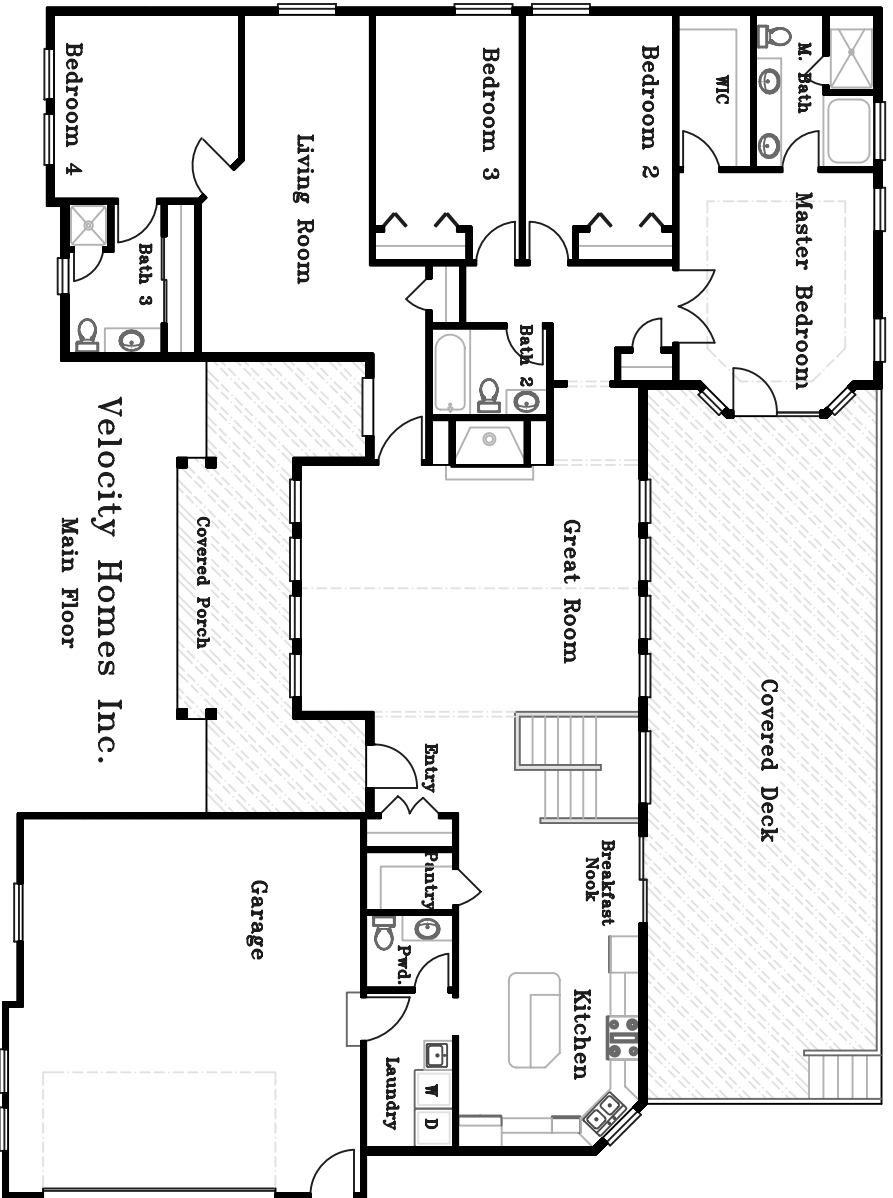 M. Bath
WIC
Master Bedroom
Bedroom 2
Bedroom 3
Living Room
Bedroom 4
Bath 3
Bath 2
Covered Deck
Great Room
Covered Porch
Entry
Breakfast
Nook
Pantry
Pwd.
Kitchen
Laundry
W
D
Garage
Velocity Homes Inc.
Main Floor